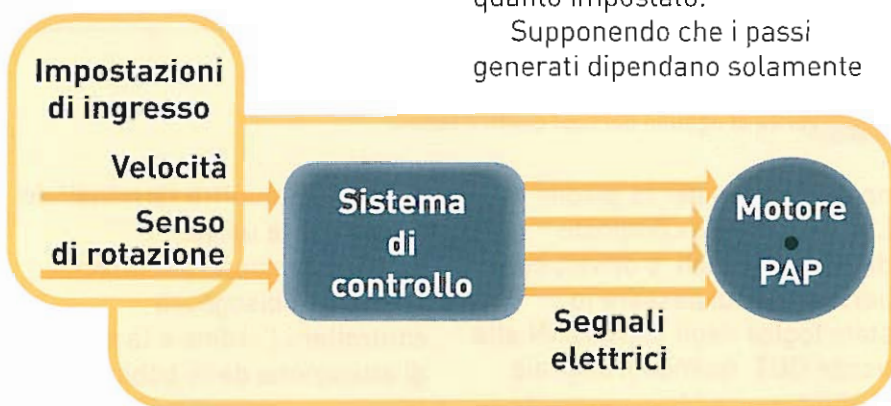 quanto impostato.
Supponendo che i passi
generati dipendano solamente
Impostazioni
di ingresso
Velocità
Senso
di rotazione
Sistema
di
controllo
Segnali
elettrici
Motore
PAP